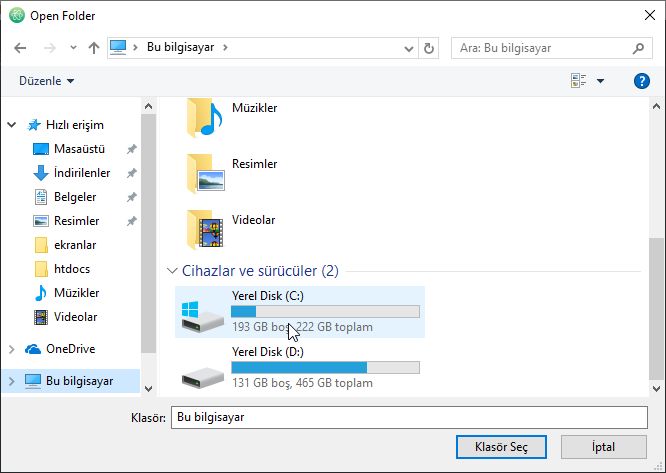 Open Folder
Bu bilgisayar
Ara: Bu bilgisayar
Düzenle
?
Hızlı erişim
Masaüstü
İndirilenler
Belgeler
Resimler
ekranlar
htdocs
Müzikler
Videolar
OneDrive
Bu bilgisayar
Müzikler
Resimler
Videolar
Cihazlar ve sürücüler (2)
Yerel Disk (C:)
193 GB boş, 222 GB toplam
Yerel Disk (D:)
131 GB boş, 465 GB toplam
Klasör: Bu bilgisayar
Klasör Seç İptal